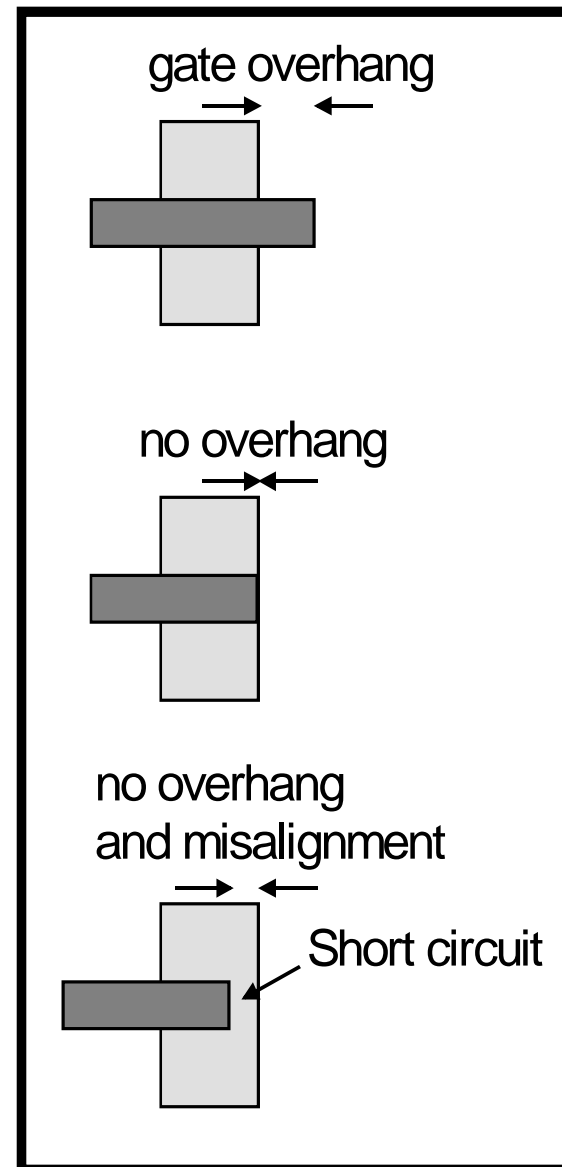 gate overhang
no overhang
no overhang
and misalignment
Short circuit